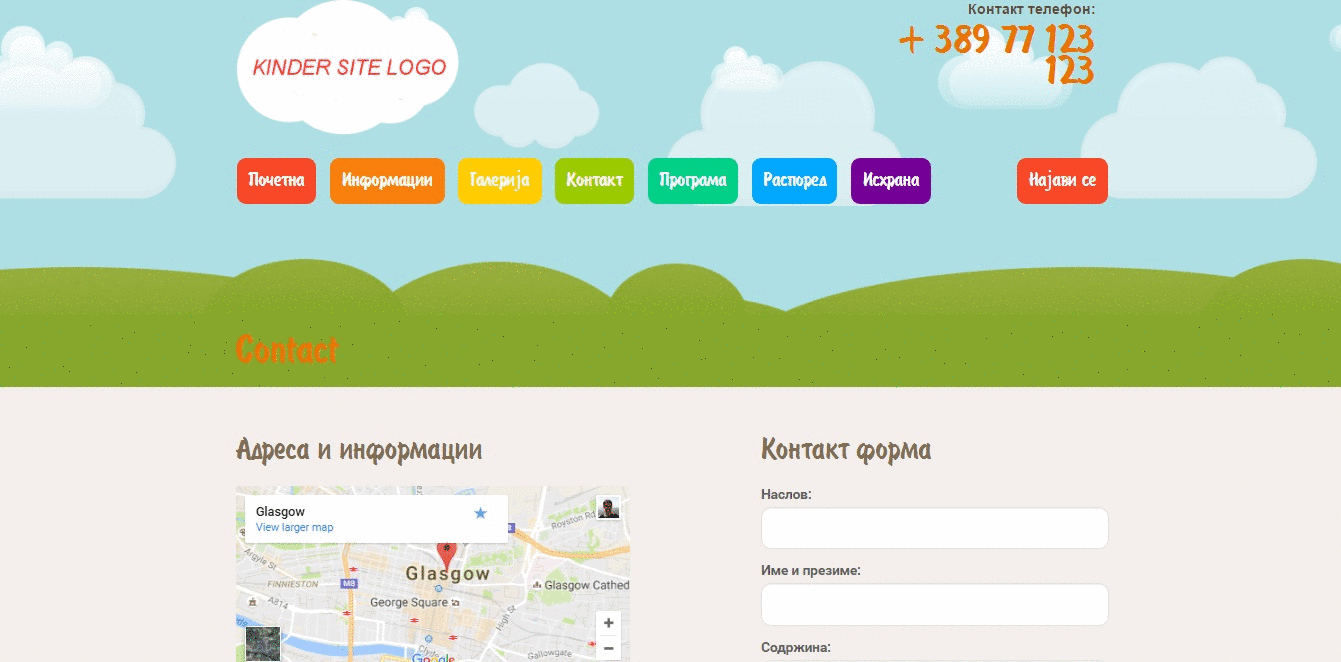 Контакт телефон:
+ 389 77 123
123
KINDER SITE LOGO
Почетна
Информации
Галерија
Контакт
Програма
Распоред
Исхрана
Најави се
Contact
Адреса и информации
Glasgow
View larger map
Royston Rd
Argyle St
FINNIESTON
M8
Glasgow
Glasgow Cathed
A814
George Square
High St
Clyde
Gallowgate
Google
Контакт форма
Наслов:
Име и презиме:
Содржина: